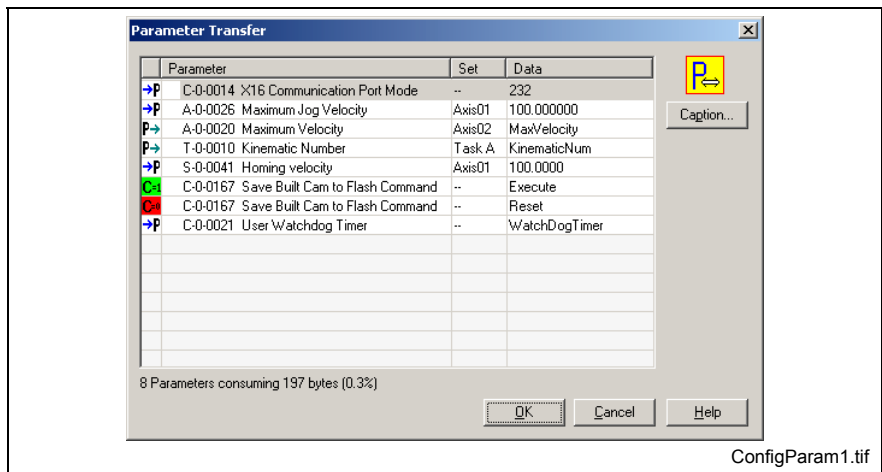 Parameter Transfer
Parameter Set Data
→P C-0-0014 X16 Communication Port Mode -- 232
→P A-0-0026 Maximum Jog Velocity Axis01 100.000000
P→ A-0-0020 Maximum Velocity Axis02 MaxVelocity
P→ T-0-0010 Kinematic Number Task A KinematicNum
→P S-0-0041 Homing velocity Axis01 100.0000
C=1 C-0-0167 Save Built Cam to Flash Command -- Execute
C=0 C-0-0167 Save Built Cam to Flash Command -- Reset
→P C-0-0021 User Watchdog Timer -- WatchDogTimer
P⇔
Caption...
8 Parameters consuming 197 bytes (0.3%)
OK Cancel Help
ConfigParam1.tif